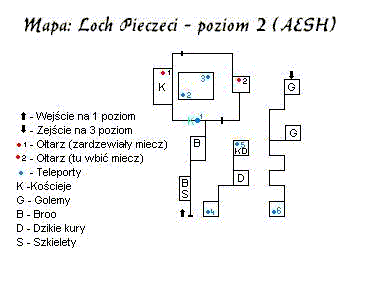 Mapa: Loch Pieczeci - poziom 2 (AESH)
1
K
3
2
2
G
K 1
G
B
5
KD
D
B
S
4
6
- Wejście na 1 poziom
- Zejście na 3 poziom
1 - Ołtarz (zardzewiały miecz)
2 - Ołtarz (tu wbić miecz)
- Teleporty
K -Kościeje
G - Golemy
B - Broo
D - Dzikie kury
S - Szkielety